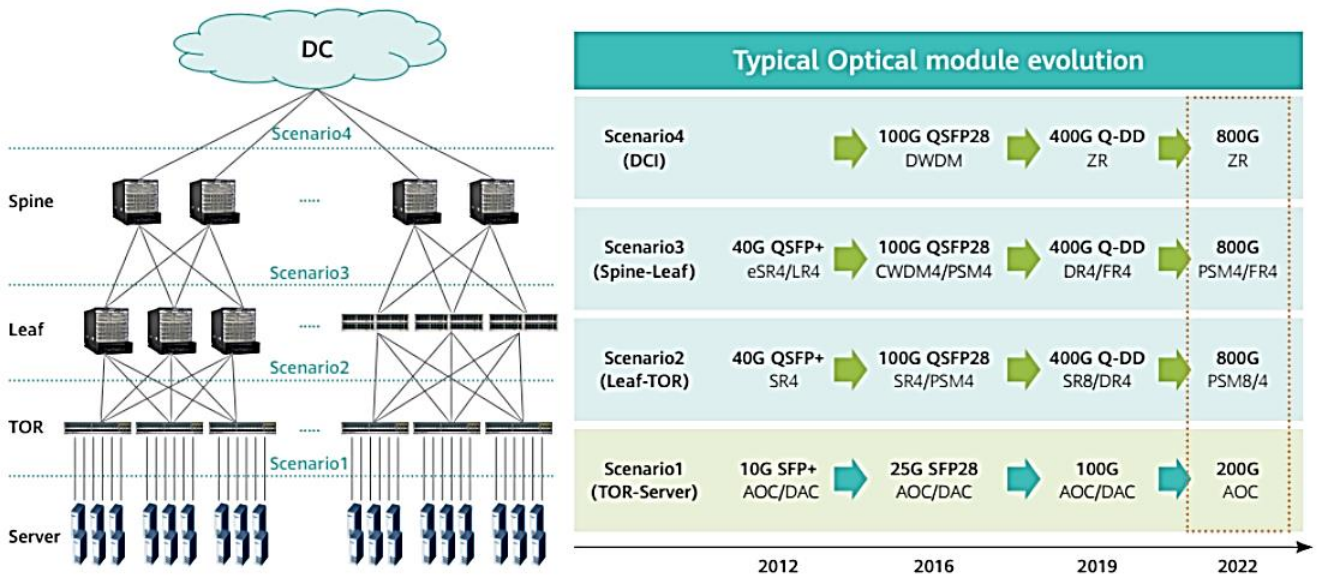 DC
Scenario4
Spine
.....
.....
Scenario3
Leaf
.....
Scenario2
TOR
.....
Scenario1
Server
Typical Optical module evolution
Scenario4
(DCI)
100G QSFP28
DWDM
400G Q-DD
ZR
800G
ZR
Scenario3
(Spine-Leaf)
40G QSFP+
eSR4/LR4
100G QSFP28
CWDM4/PSM4
400G Q-DD
DR4/FR4
800G
PSM4/FR4
Scenario2
(Leaf-TOR)
40G QSFP+
SR4
100G QSFP28
SR4/PSM4
400G Q-DD
SR8/DR4
800G
PSM8/4
Scenario1
(TOR-Server)
10G SFP+
AOC/DAC
25G SFP28
AOC/DAC
100G
AOC/DAC
200G
AOC
2012
2016
2019
2022